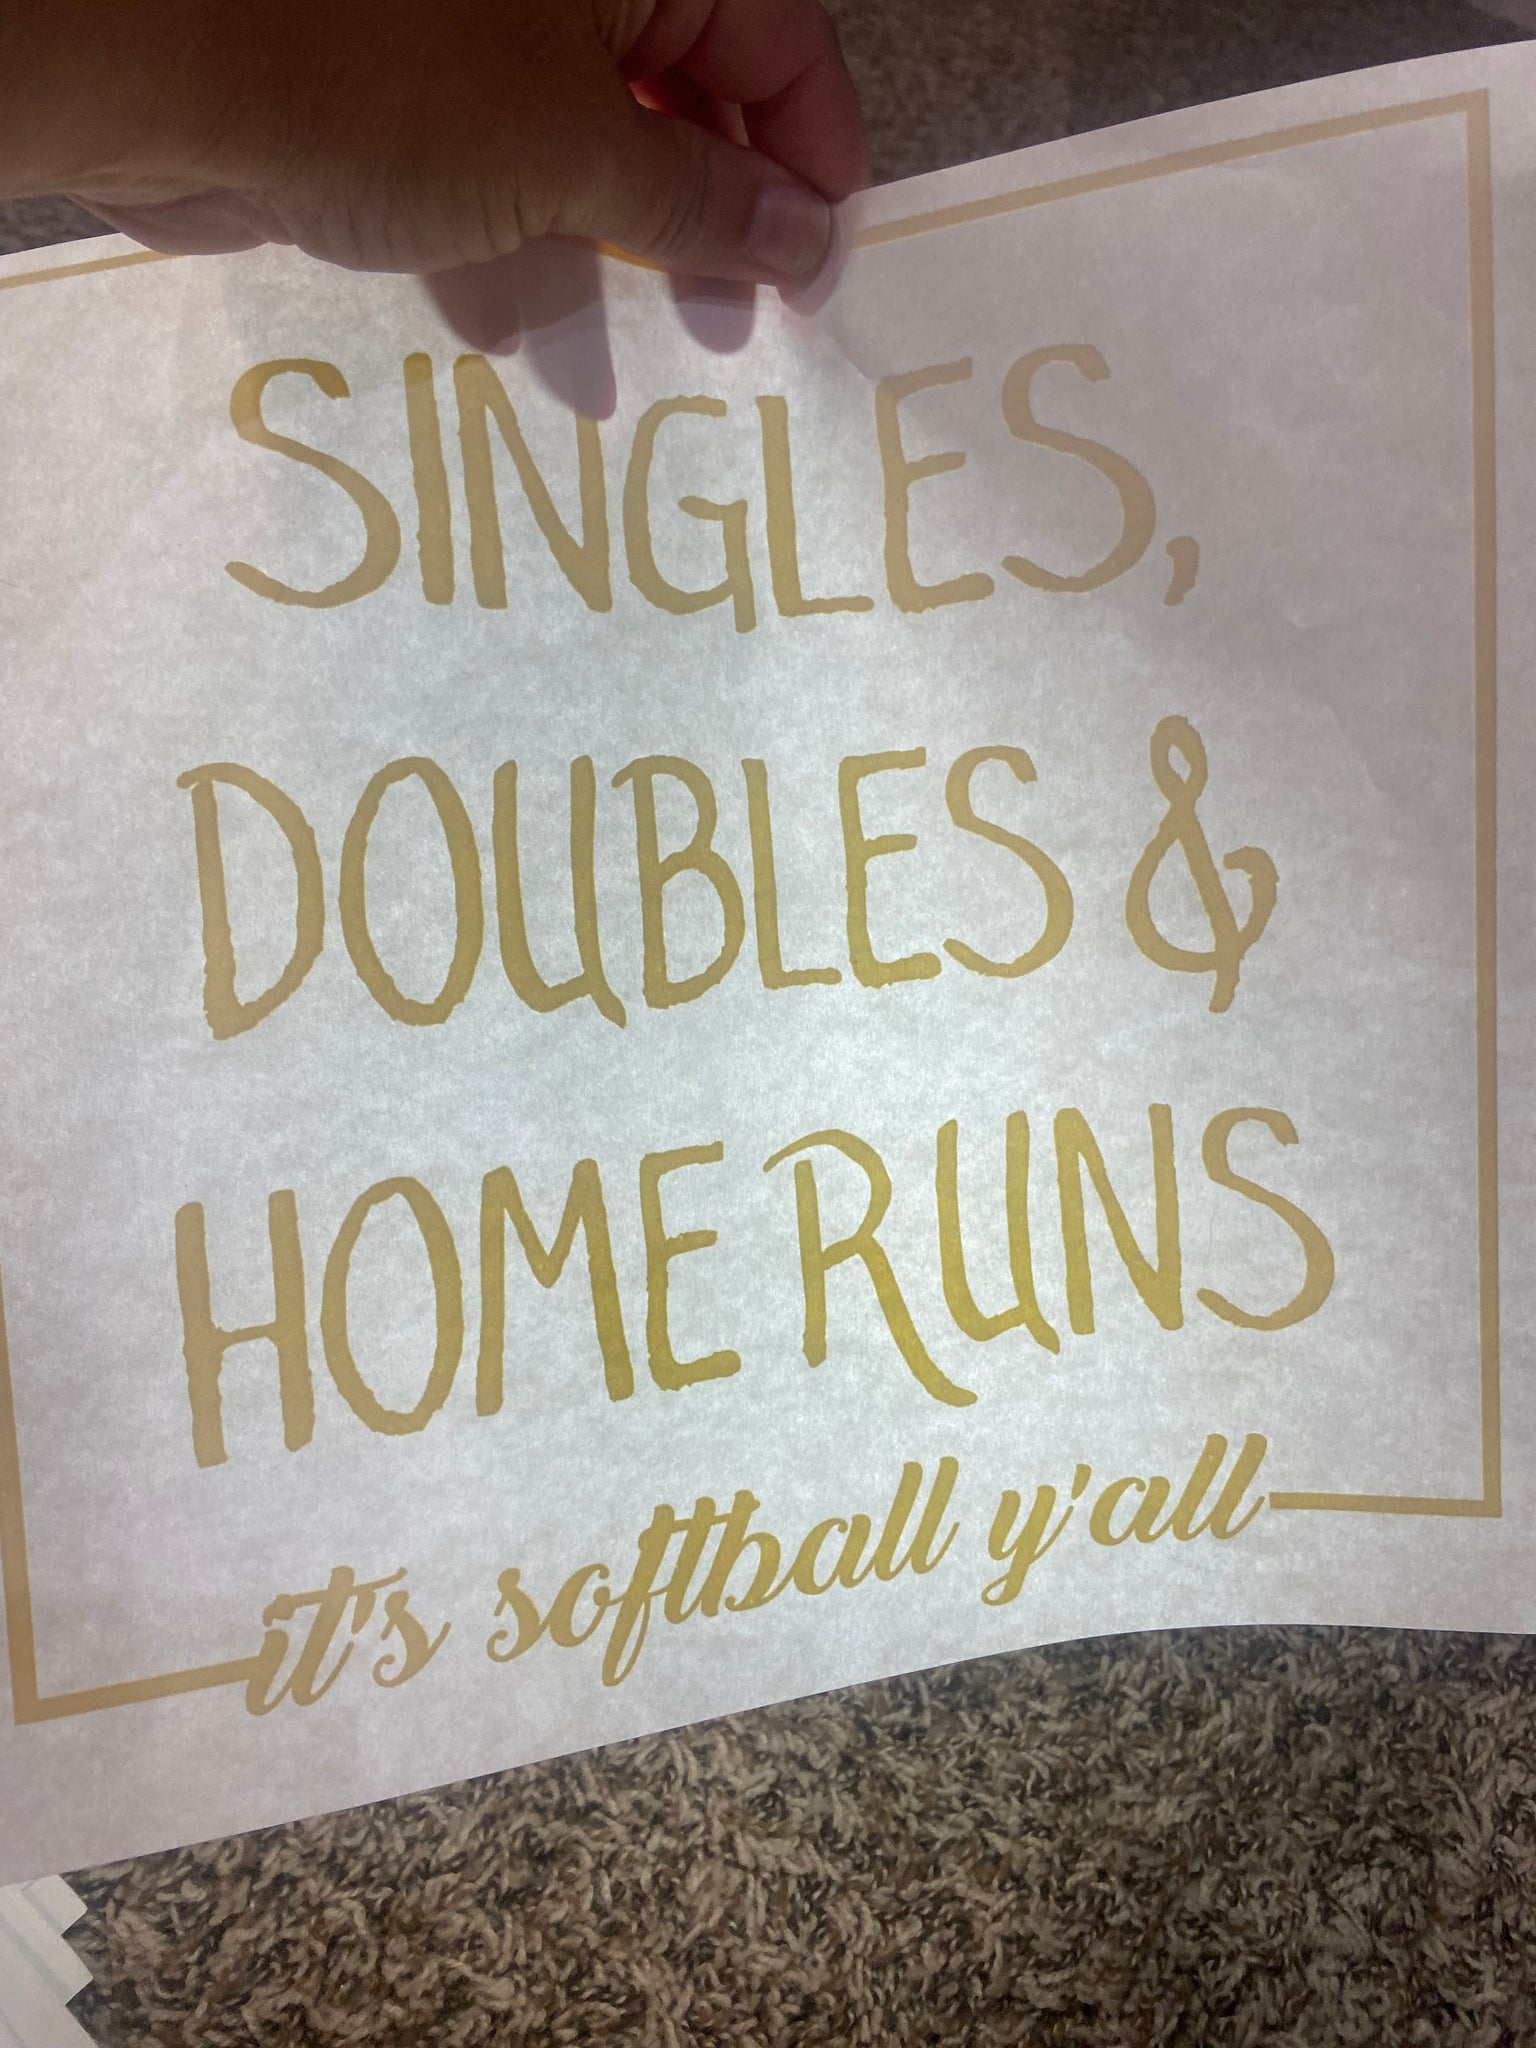 SINGLES,
DOUBLES &
HOME RUNS
it's softball y'all